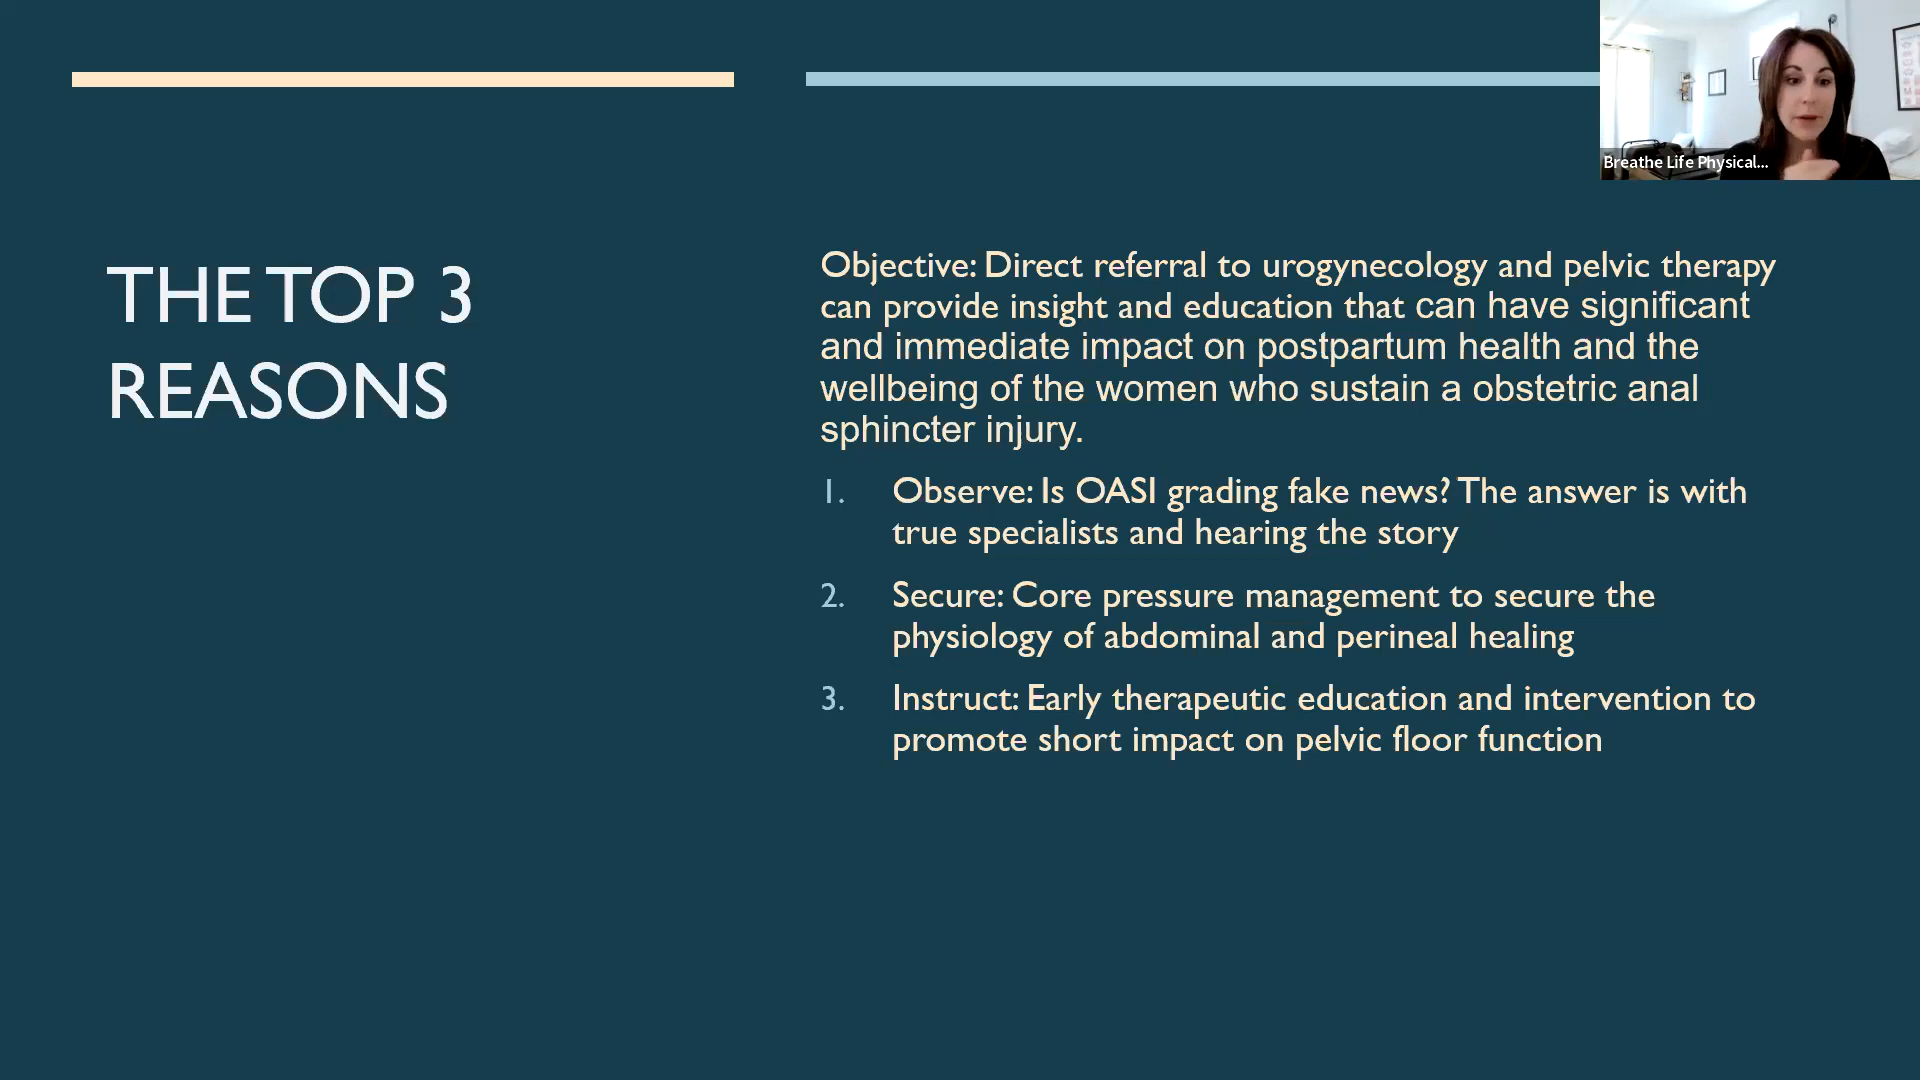 Breathe Life Physical...
THE TOP 3
REASONS
Objective: Direct referral to urogynecology and pelvic therapy
can provide insight and education that can have significant
and immediate impact on postpartum health and the
wellbeing of the women who sustain a obstetric anal
sphincter injury.
1. Observe: Is OASI grading fake news? The answer is with
true specialists and hearing the story
2. Secure: Core pressure management to secure the
physiology of abdominal and perineal healing
3. Instruct: Early therapeutic education and intervention to
promote short impact on pelvic floor function